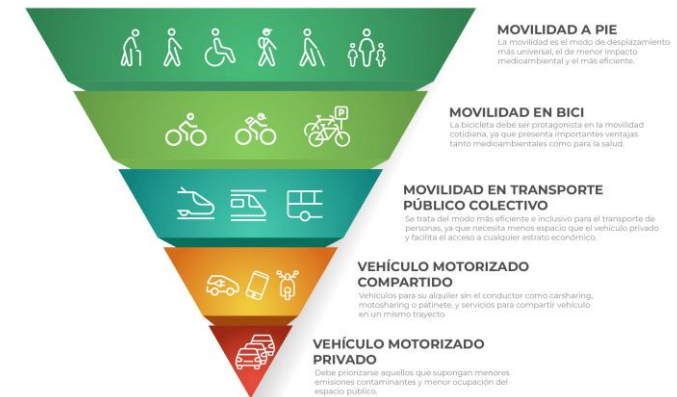 MOVILIDAD A PIE
La movilidad es el modo de desplazamiento
más universal, el de menor impacto
medioambiental y el más eficiente.
P
MOVILIDAD EN BICI
La bicicleta debe ser protagonista en la movilidad
cotidiana, ya que presenta importantes ventajas
tanto medioambientales como para la salud.
MOVILIDAD EN TRANSPORTE
PÚBLICO COLECTIVO
Se trata del modo más eficiente e inclusivo para el transporte de
personas, ya que necesita menos espacio que el vehículo privado
y facilita el acceso a cualquier estrato económico.
VEHÍCULO MOTORIZADO
COMPARTIDO
Vehículos para su alquiler sin el conductor como carsharing,
motosharing o patinete, y servicios para compartir vehículo
en un mismo trayecto.
VEHÍCULO MOTORIZADO
PRIVADO
Debe priorizarse aquellos que supongan menores
emisiones contaminantes y menor ocupación del
espacio público.